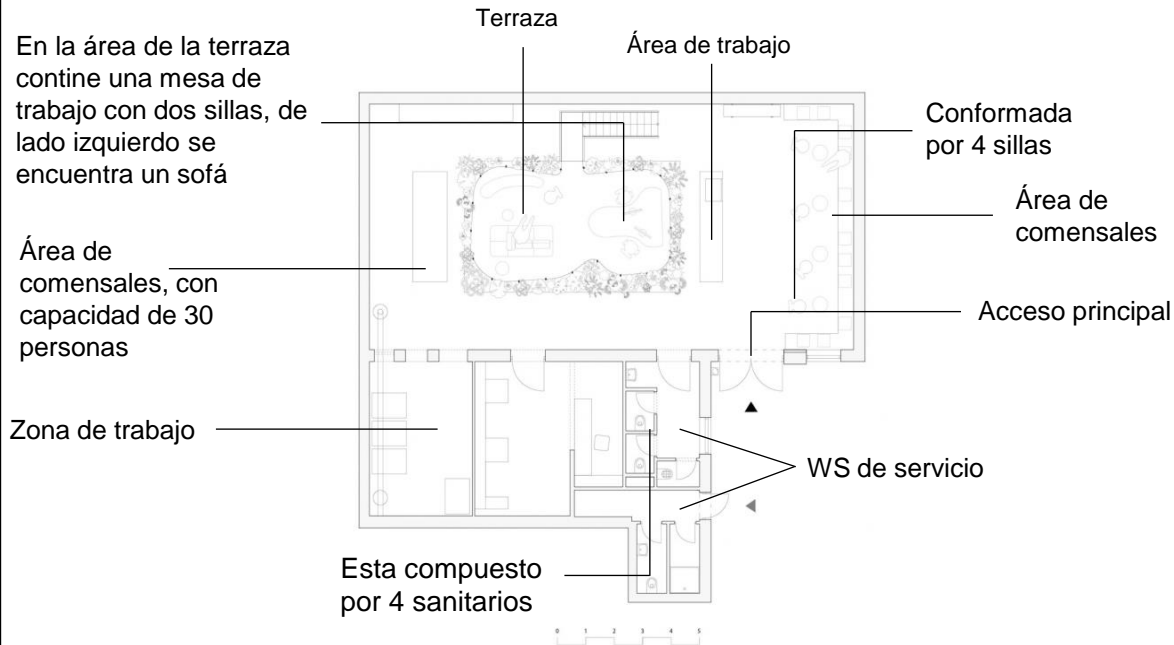 Terraza
En la área de la terraza
contine una mesa de
trabajo con dos sillas, de
lado izquierdo se
encuentra un sofá
Área de trabajo
Conformada
por 4 sillas
Área de
comensales
Área de
comensales, con
capacidad de 30
personas
Acceso principal
Zona de trabajo
WS de servicio
Esta compuesto
por 4 sanitarios
0 1 2 3 4 5